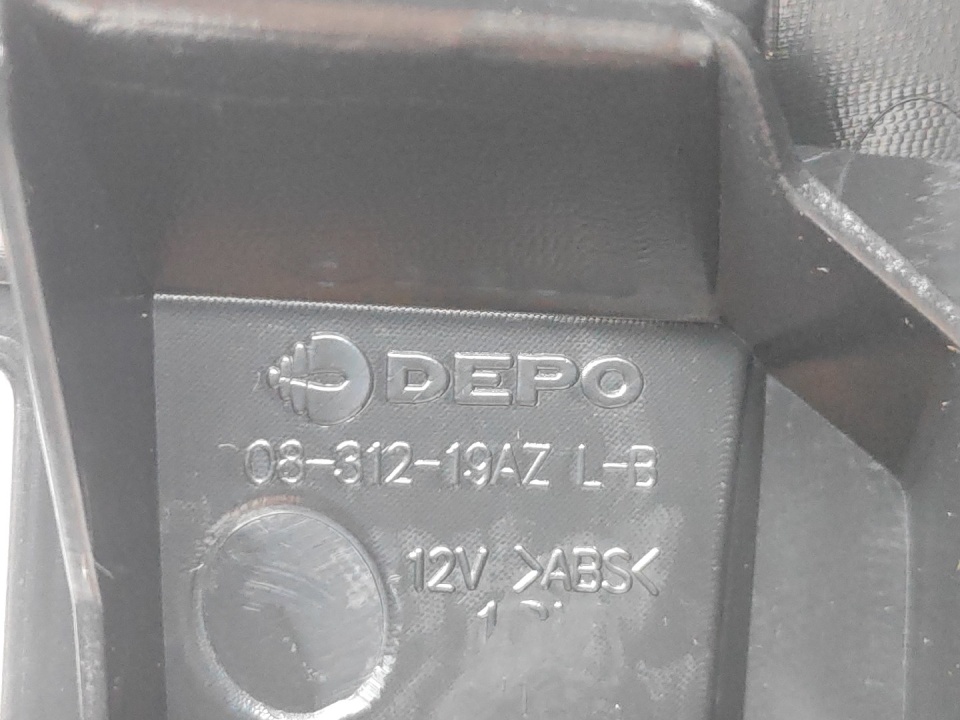 DEPO
08-312-19AZ L-B
12V >ABS<